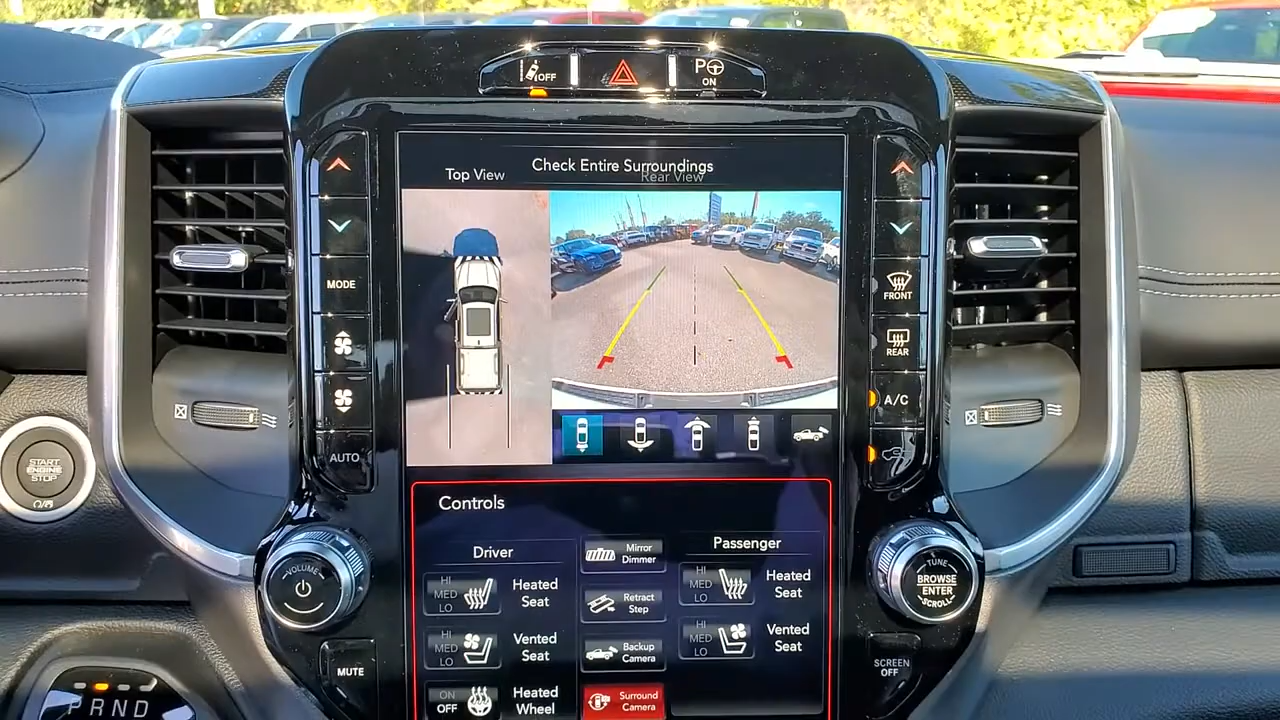 OFF
P
ON
Check Entire Surroundings
Top View
Rear View
MODE
FRONT
REAR
A/C
AUTO
START
ENGINE
STOP
Controls
Driver
Mirror
Dimmer
Passenger
HI
MED
LO
Heated
Seat
Retract
Step
HI
MED
LO
Heated
Seat
HI
MED
LO
Vented
Seat
Backup
Camera
HI
MED
LO
Vented
Seat
ON
OFF
Heated
Wheel
Surround
Camera
VOLUME
MUTE
TUNE
BROWSE
ENTER
SCROLL
SCREEN
OFF
PRND